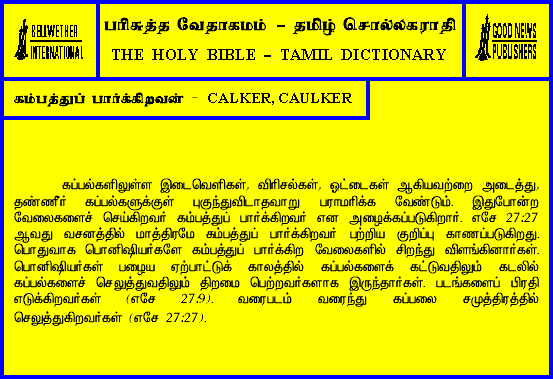 BELLWETHER
INTERNATIONAL
பரிசுத்த வேதாகமம் – தமிழ் சொல்லகராதி
THE HOLY BIBLE – TAMIL DICTIONARY
GOOD NEWS
PUBLISHERS
கம்பத்துப் பார்க்கிறவன் – CALKER, CAULKER
கப்பல்களிலுள்ள இடைவெளிகள், விரிசல்கள், ஓட்டைகள் ஆகியவற்றை அடைத்து,
தண்ணீர் கப்பல்களுக்குள் புகுந்துவிடாதவாறு பராமரிக்க வேண்டும். இதுபோன்ற
வேலைகளைச் செய்கிறவர் கம்பத்துப் பார்க்கிறவர் என அழைக்கப்படுகிறார். எசே 27:27
ஆவது வசனத்தில் மாத்திரமே கம்பத்துப் பார்க்கிறவர் பற்றிய குறிப்பு காணப்படுகிறது.
பொதுவாக பொனிஷியர்களே கம்பத்துப் பார்க்கிற வேலைகளில் சிறந்து விளங்கினார்கள்.
பொனிஷியர்கள் பழைய ஏற்பாட்டுக் காலத்தில் கப்பல்களைக் கட்டுவதிலும் கடலில்
கப்பல்களைச் செலுத்துவதிலும் திறமை பெற்றவர்களாக இருந்தார்கள். படங்களைப் பிரதி
எடுக்கிறவர்கள் (எசே 27:9). வரைபடம் வரைந்து கப்பலை சமுத்திரத்தில்
செலுத்துகிறவர்கள் (எசே 27:27).